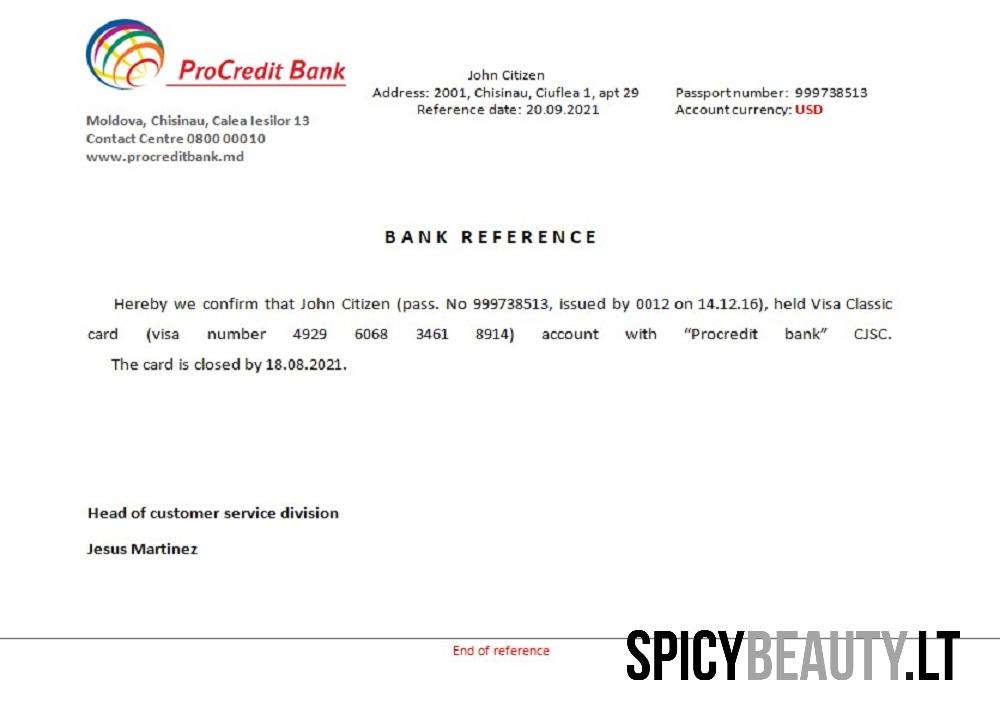 ProCredit Bank
Moldova, Chisinau, Calea Iesilor 13
Contact Centre 0800 00010
www.procreditbank.md
John Citizen
Address: 2001, Chisinau, Ciuflea 1, apt 29
Reference date: 20.09.2021
Passport number: 999738513
Account currency: USD
BANK REFERENCE
Hereby we confirm that John Citizen (pass. No 999738513, issued by 0012 on 14.12.16), held Visa Classic
card (visa number 4929 6068 3461 8914) account with “Procredit bank” CJSC.
The card is closed by 18.08.2021.
Head of customer service division
Jesus Martinez
End of reference
SPICYBEAUTY.LT